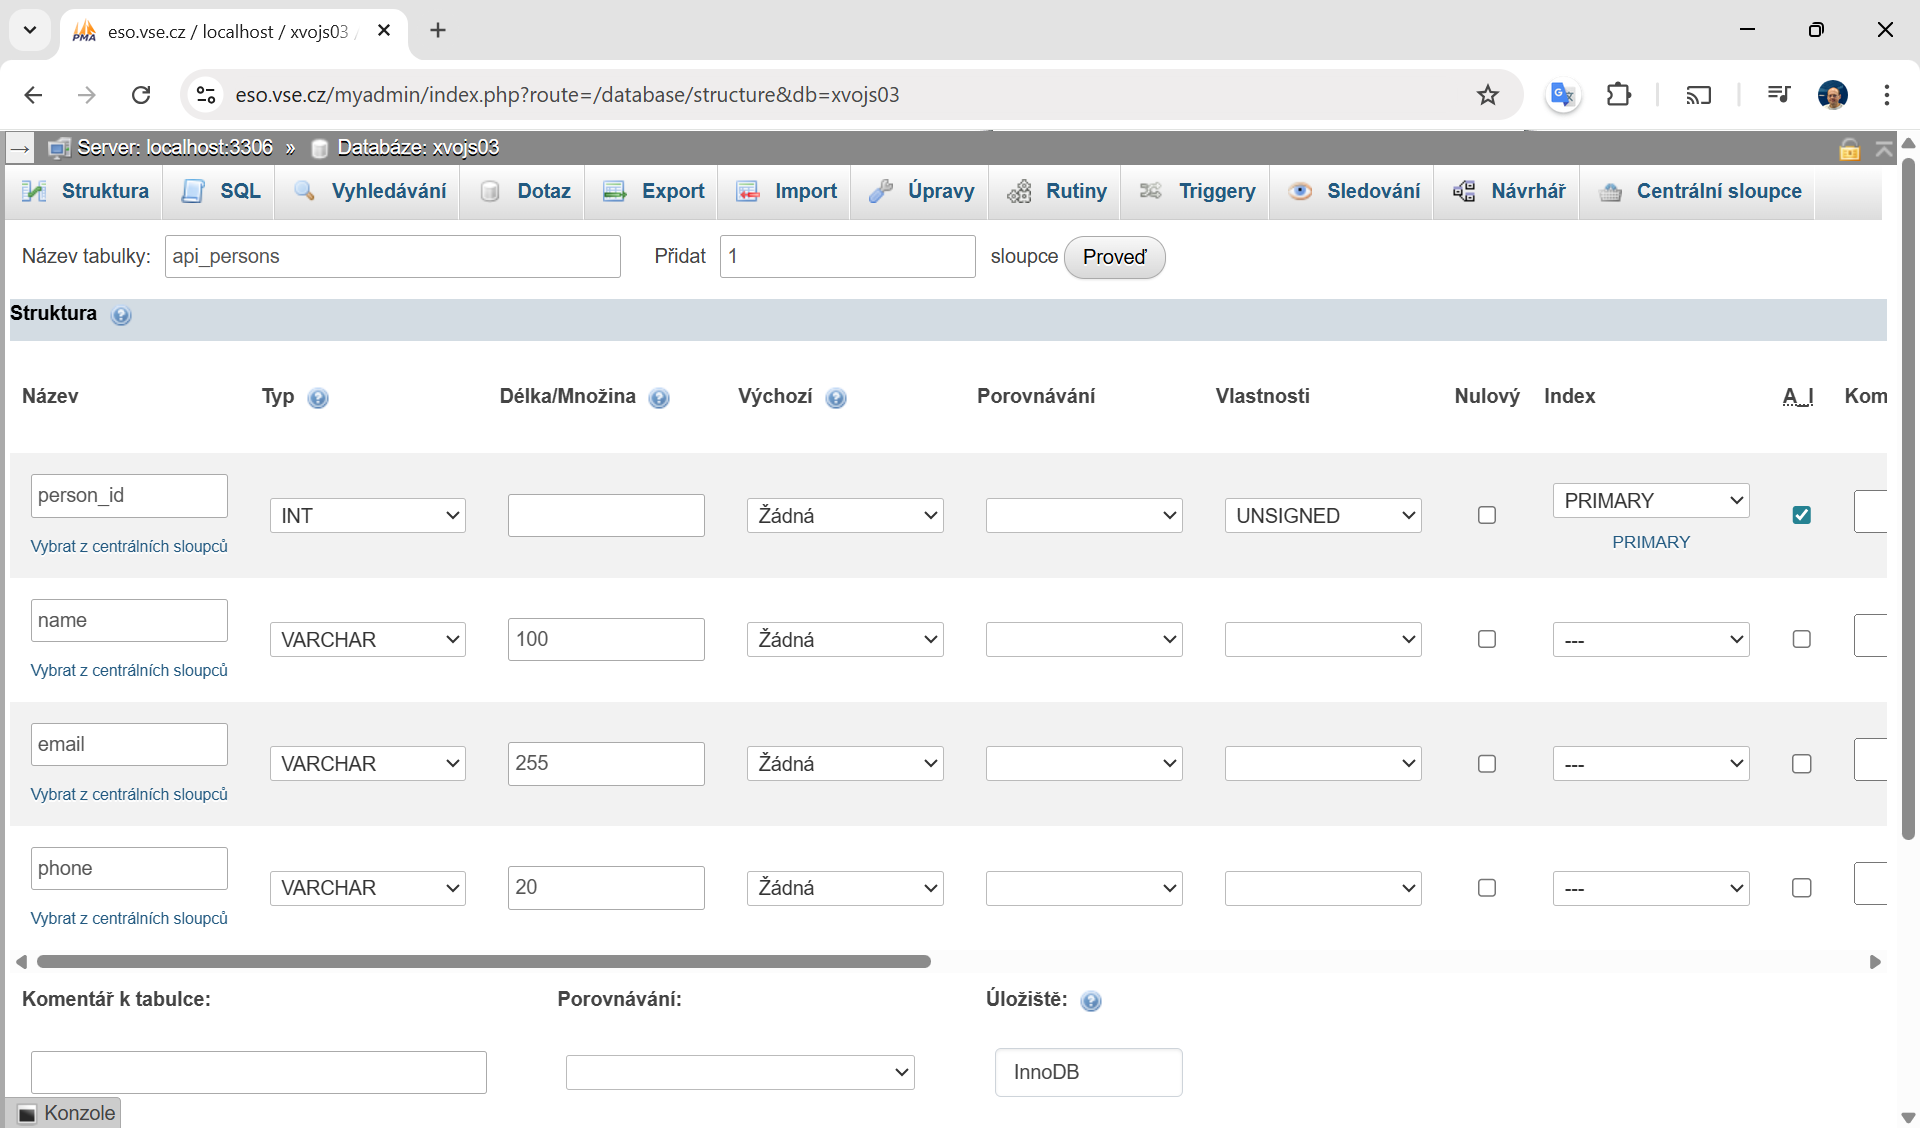 eso.vse.cz / localhost / xvojs03 /
eso.vse.cz/myadmin/index.php?route=/database/structure&db=xvojs03
→ Server: localhost:3306 » Databáze: xvojs03
Struktura SQL Vyhledávání Dotaz Export Import Úpravy Rutiny Triggery Sledování Návrhář Centrální sloupce
Název tabulky: api_persons Přidat 1 sloupce Proveď
Struktura
Název Typ Délka/Množina Výchozí Porovnávání Vlastnosti Nulový Index A_I Kom
person_id INT Žádná UNSIGNED PRIMARY
Vybrat z centrálních sloupců PRIMARY
name VARCHAR 100 Žádná ---
Vybrat z centrálních sloupců
email VARCHAR 255 Žádná ---
Vybrat z centrálních sloupců
phone VARCHAR 20 Žádná ---
Vybrat z centrálních sloupců
Komentář k tabulce: Porovnávání: Úložiště:
InnoDB
Konzole